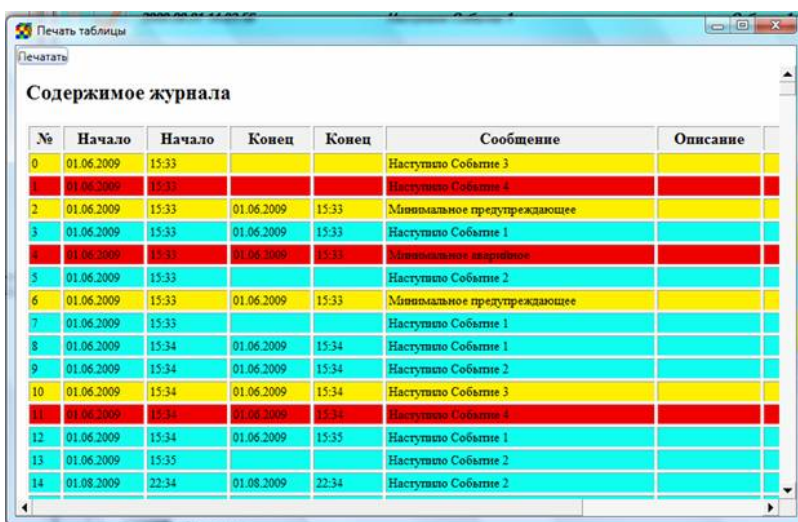 Печать таблицы
Печатать
Содержимое журнала
№ Начало Начало Конец Конец Сообщение Описание
0 01.06.2009 15:33 Наступило Событие 3
1 01.06.2009 15:33 Наступило Событие 4
2 01.06.2009 15:33 01.06.2009 15:33 Минимальное предупреждающее
3 01.06.2009 15:33 01.06.2009 15:33 Наступило Событие 1
4 01.06.2009 15:33 01.06.2009 15:33 Минимальное аварийное
5 01.06.2009 15:33 Наступило Событие 2
6 01.06.2009 15:33 01.06.2009 15:33 Минимальное предупреждающее
7 01.06.2009 15:33 Наступило Событие 1
8 01.06.2009 15:34 01.06.2009 15:34 Наступило Событие 1
9 01.06.2009 15:34 01.06.2009 15:34 Наступило Событие 2
10 01.06.2009 15:34 01.06.2009 15:34 Наступило Событие 3
11 01.06.2009 15:34 01.06.2009 15:34 Наступило Событие 4
12 01.06.2009 15:34 01.06.2009 15:35 Наступило Событие 1
13 01.06.2009 15:35 Наступило Событие 2
14 01.08.2009 22:34 01.08.2009 22:34 Наступило Событие 2